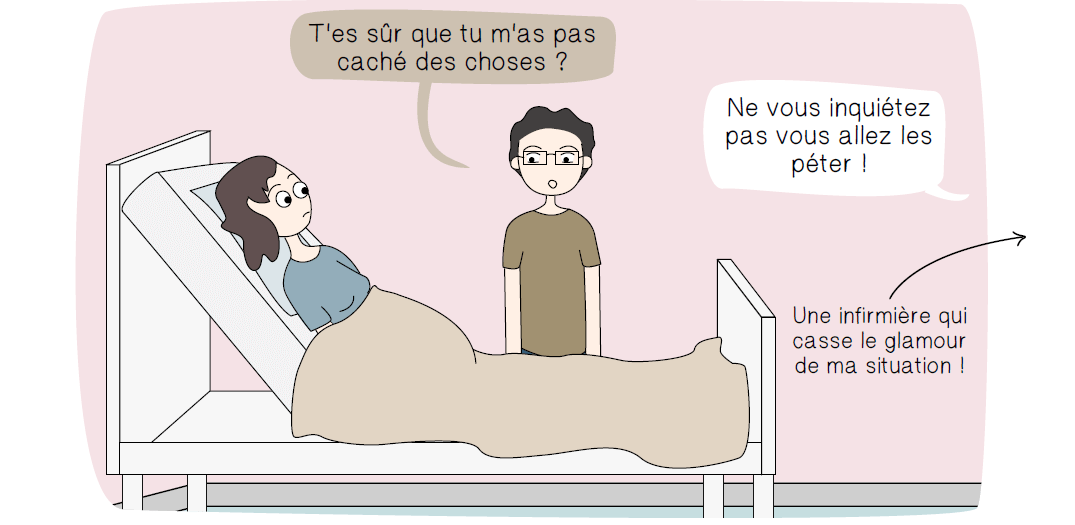 T'es sûr que tu m'as pas
caché des choses ?
Ne vous inquiétez
pas vous allez les
péter !
Une infirmière qui
casse le glamour
de ma situation !